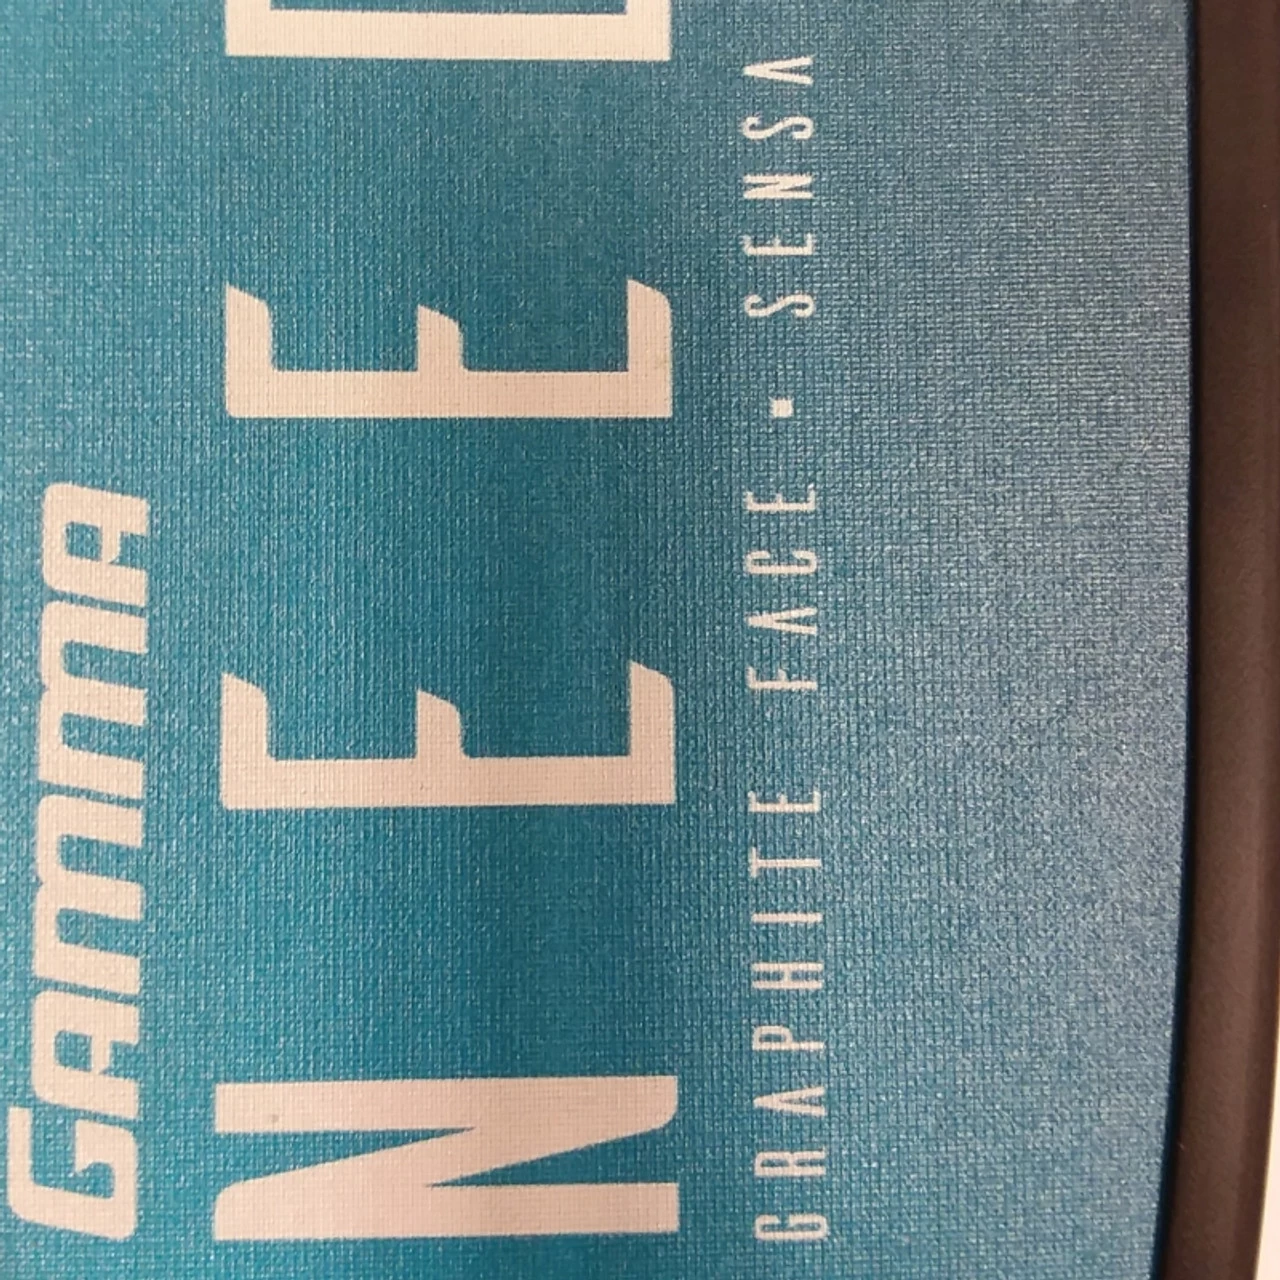 GAMMA
NEE
GRAPHITE FACE ▪ SENSA